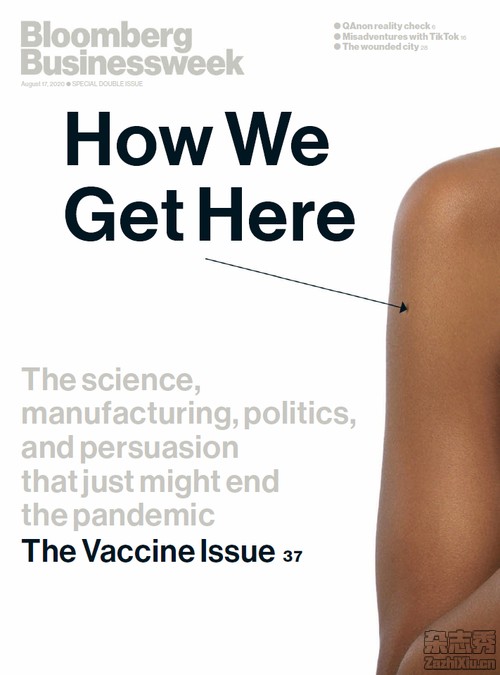 Bloomberg
Businessweek
August 17, 2020 ● SPECIAL DOUBLE ISSUE
● QAnon reality check 6
● Misadventures with TikTok 16
● The wounded city 28
How We
Get Here
The science,
manufacturing, politics,
and persuasion
that just might end
the pandemic
The Vaccine Issue 37
杂志秀
ZazhiXiu.cn